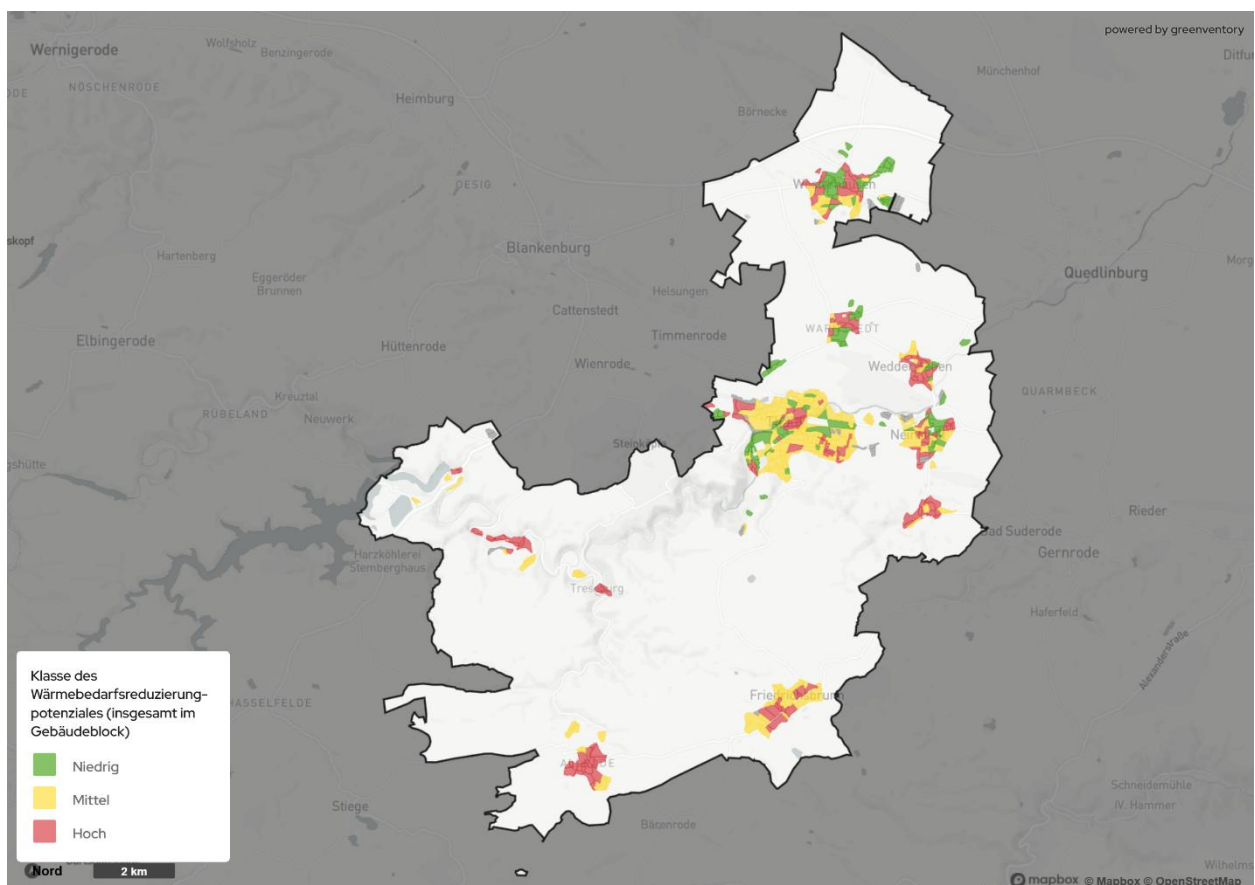 powered by greenventory
Wernigerode
Wolfsholz
Benzingerode
Münchenhof
NÖSCHENRODE
Heimburg
Börnecke
OESIG
Blankenburg
Hartenberg
Eggeröder
Brunnen
Helsungen
Quedlinburg
Cattenstedt
Timmenrode
Elbingerode
Hüttenrode
Wienrode
QUARMBECK
Kreuztal
RÜBELAND
Neuwerk
Rieder
Bad Suderode
Gernrode
Harzköhlerei
Stemberghaus
Haferfeld
Alexanderstraße
Klasse des
Wärmebedarfsreduzierung-
potenziales (insgesamt im
Gebäudeblock)
HASSELFELDE
Niedrig
Mittel
Hoch
Stiege
Bärenrode
Schneidemühle
IV. Hammer
Nord
2 km
mapbox © Mapbox © OpenStreetMap